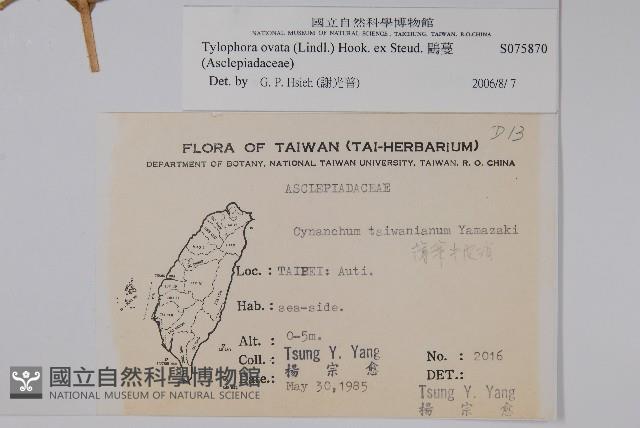 國立自然科學博物館
NATIONAL MUSEUM OF NATURAL SCIENCE, TAICHUNG, TAIWAN, R.O.CHINA
Tylophora ovata (Lindl.) Hook. ex Steud. 鷗蔓 S075870
(Asclepiadaceae)
Det. by G. P. Hsieh (謝光普) 2006/8/7
D13
FLORA OF TAIWAN (TAI-HERBARIUM)
DEPARTMENT OF BOTANY, NATIONAL TAIWAN UNIVERSITY, TAIWAN, R. O. CHINA
ASCLEPIADACEAE
Cynanchum taiwanianum Yamazaki
Loc. : TAIPEI: Auti.
Hab.: sea-side.
Alt. : 0-5m.
Coll. : Tsung Y. Yang No. : 2016
楊宗愈
Date.: May 30,1985 DET.:
Tsung Y. Yang
楊宗愈
國立自然科學博物館
NATIONAL MUSEUM OF NATURAL SCIENCE